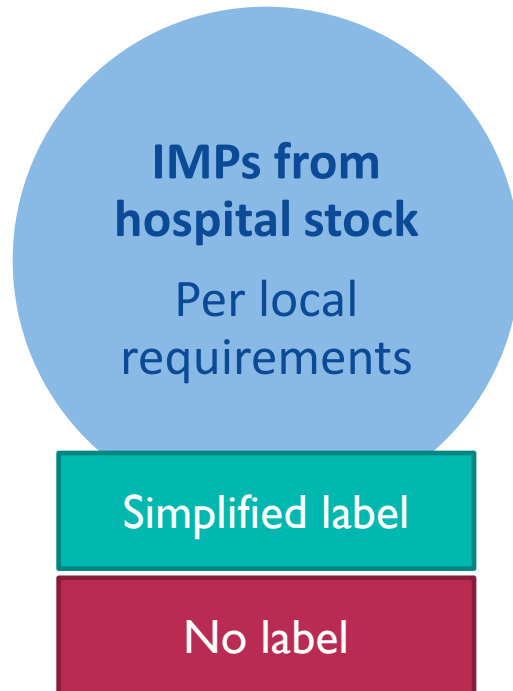 IMPs from
hospital stock
Per local
requirements
Simplified label
No label